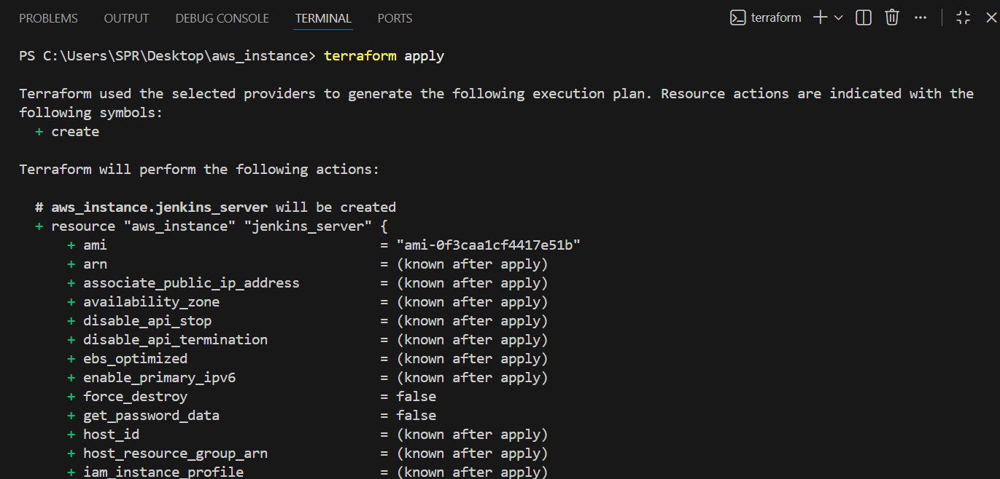 PROBLEMS OUTPUT DEBUG CONSOLE TERMINAL PORTS terraform
PS C:\Users\SPR\Desktop\aws_instance> terraform apply
Terraform used the selected providers to generate the following execution plan. Resource actions are indicated with the
following symbols:
+ create
Terraform will perform the following actions:
# aws_instance.jenkins_server will be created
+ resource "aws_instance" "jenkins_server" {
+ ami = "ami-0f3caa1cf4417e51b"
+ arn = (known after apply)
+ associate_public_ip_address = (known after apply)
+ availability_zone = (known after apply)
+ disable_api_stop = (known after apply)
+ disable_api_termination = (known after apply)
+ ebs_optimized = (known after apply)
+ enable_primary_ipv6 = (known after apply)
+ force_destroy = false
+ get_password_data = false
+ host_id = (known after apply)
+ host_resource_group_arn = (known after apply)
+ iam_instance_profile = (known after apply)